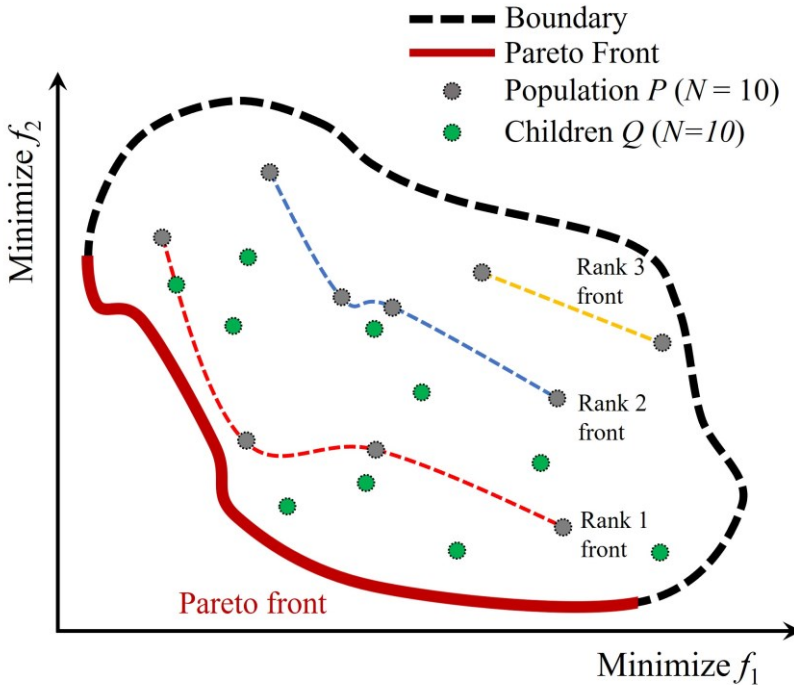 Boundary
Pareto Front
Population P (N = 10)
Children Q (N=10)
Minimize f2
Rank 3
front
Rank 2
front
Rank 1
front
Pareto front
Minimize f1